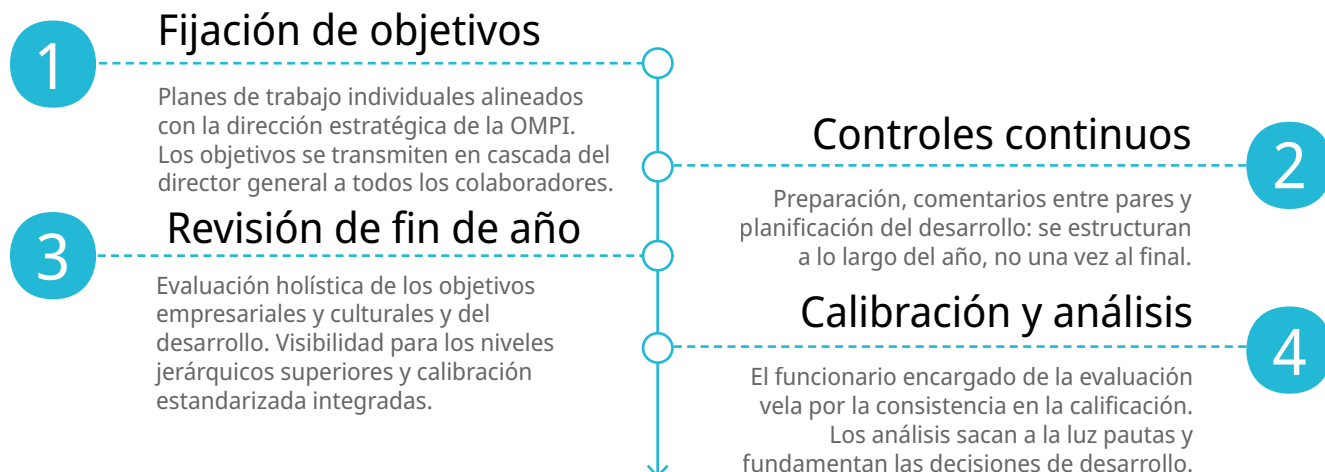 1
Fijación de objetivos
Planes de trabajo individuales alineados
con la dirección estratégica de la OMPI.
Los objetivos se transmiten en cascada del
director general a todos los colaboradores.
2
Controles continuos
Preparación, comentarios entre pares y
planificación del desarrollo: se estructuran
a lo largo del año, no una vez al final.
3
Revisión de fin de año
Evaluación holística de los objetivos
empresariales y culturales y del
desarrollo. Visibilidad para los niveles
jerárquicos superiores y calibración
estandarizada integradas.
4
Calibración y análisis
El funcionario encargado de la evaluación
vela por la consistencia en la calificación.
Los análisis sacan a la luz pautas y
fundamentan las decisiones de desarrollo.